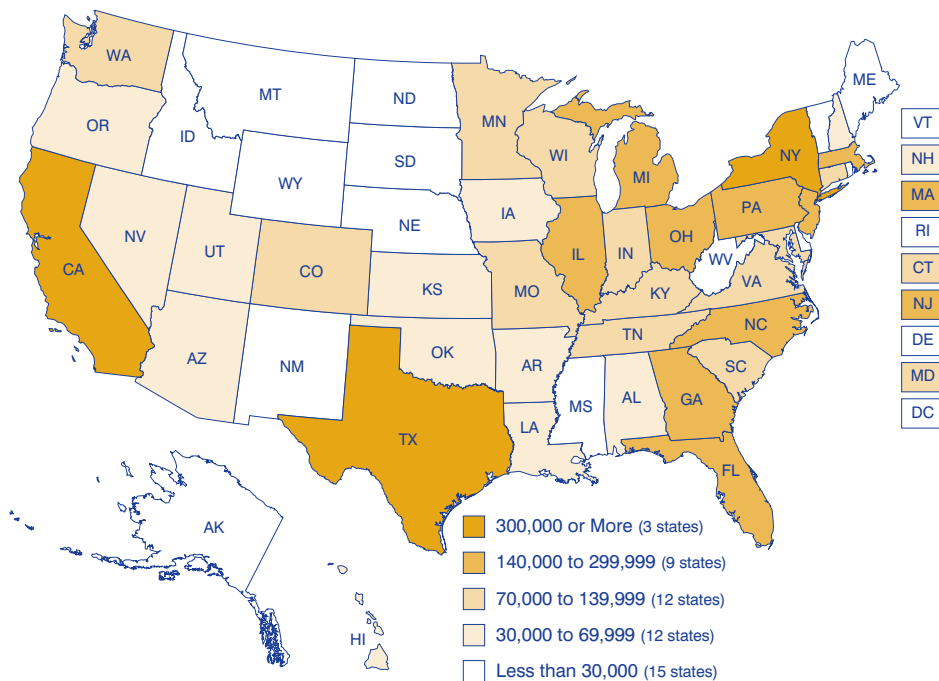 WA
OR
ID
MT
ND
SD
WY
NE
CA
NV
UT
CO
KS
AZ
NM
OK
TX
MN
IA
MO
AR
LA
WI
IL
MI
IN
OH
KY
TN
MS
AL
GA
FL
SC
NC
VA
WV
PA
NY
ME
AK
HI
VT
NH
MA
RI
CT
NJ
DE
MD
DC
300,000 or More (3 states)
140,000 to 299,999 (9 states)
70,000 to 139,999 (12 states)
30,000 to 69,999 (12 states)
Less than 30,000 (15 states)